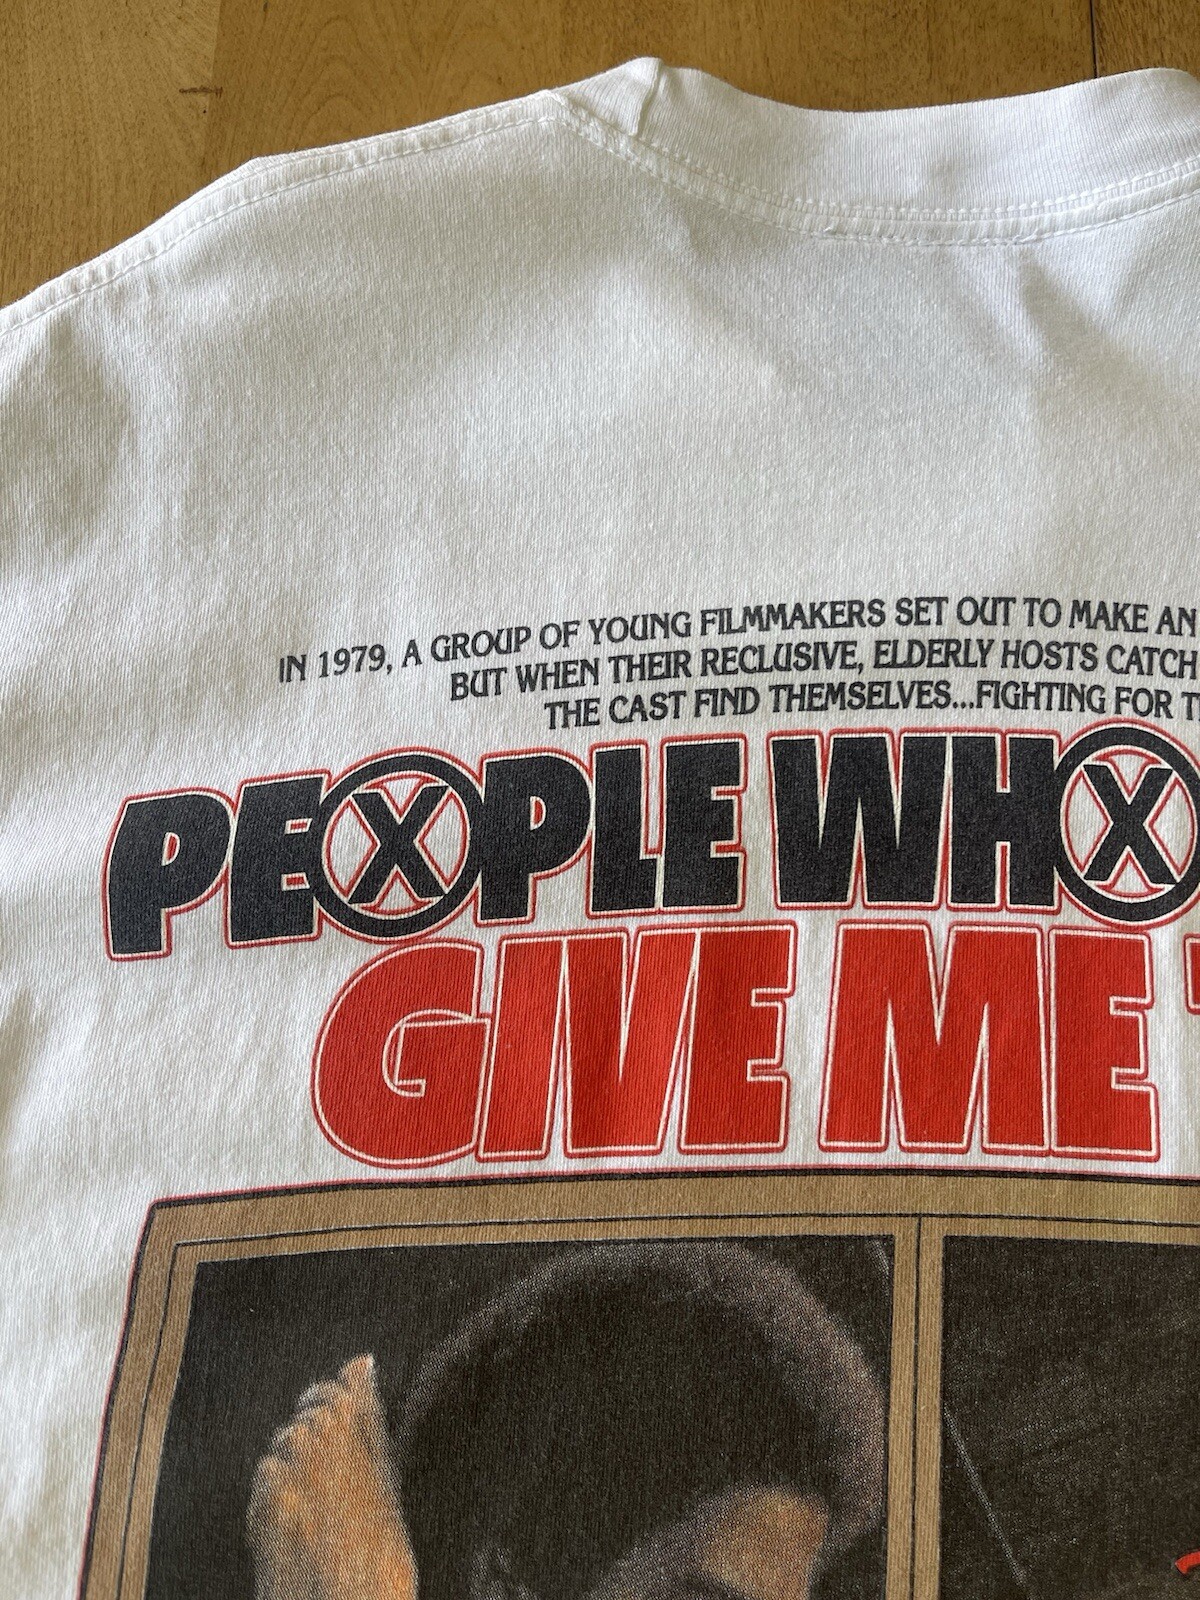 IN 1979, A GROUP OF YOUNG FILMMAKERS SET OUT TO MAKE AN
BUT WHEN THEIR RECLUSIVE, ELDERLY HOSTS CATCH
THE CAST FIND THEMSELVES...FIGHTING FOR
PEOPLE WHO
GIVE ME